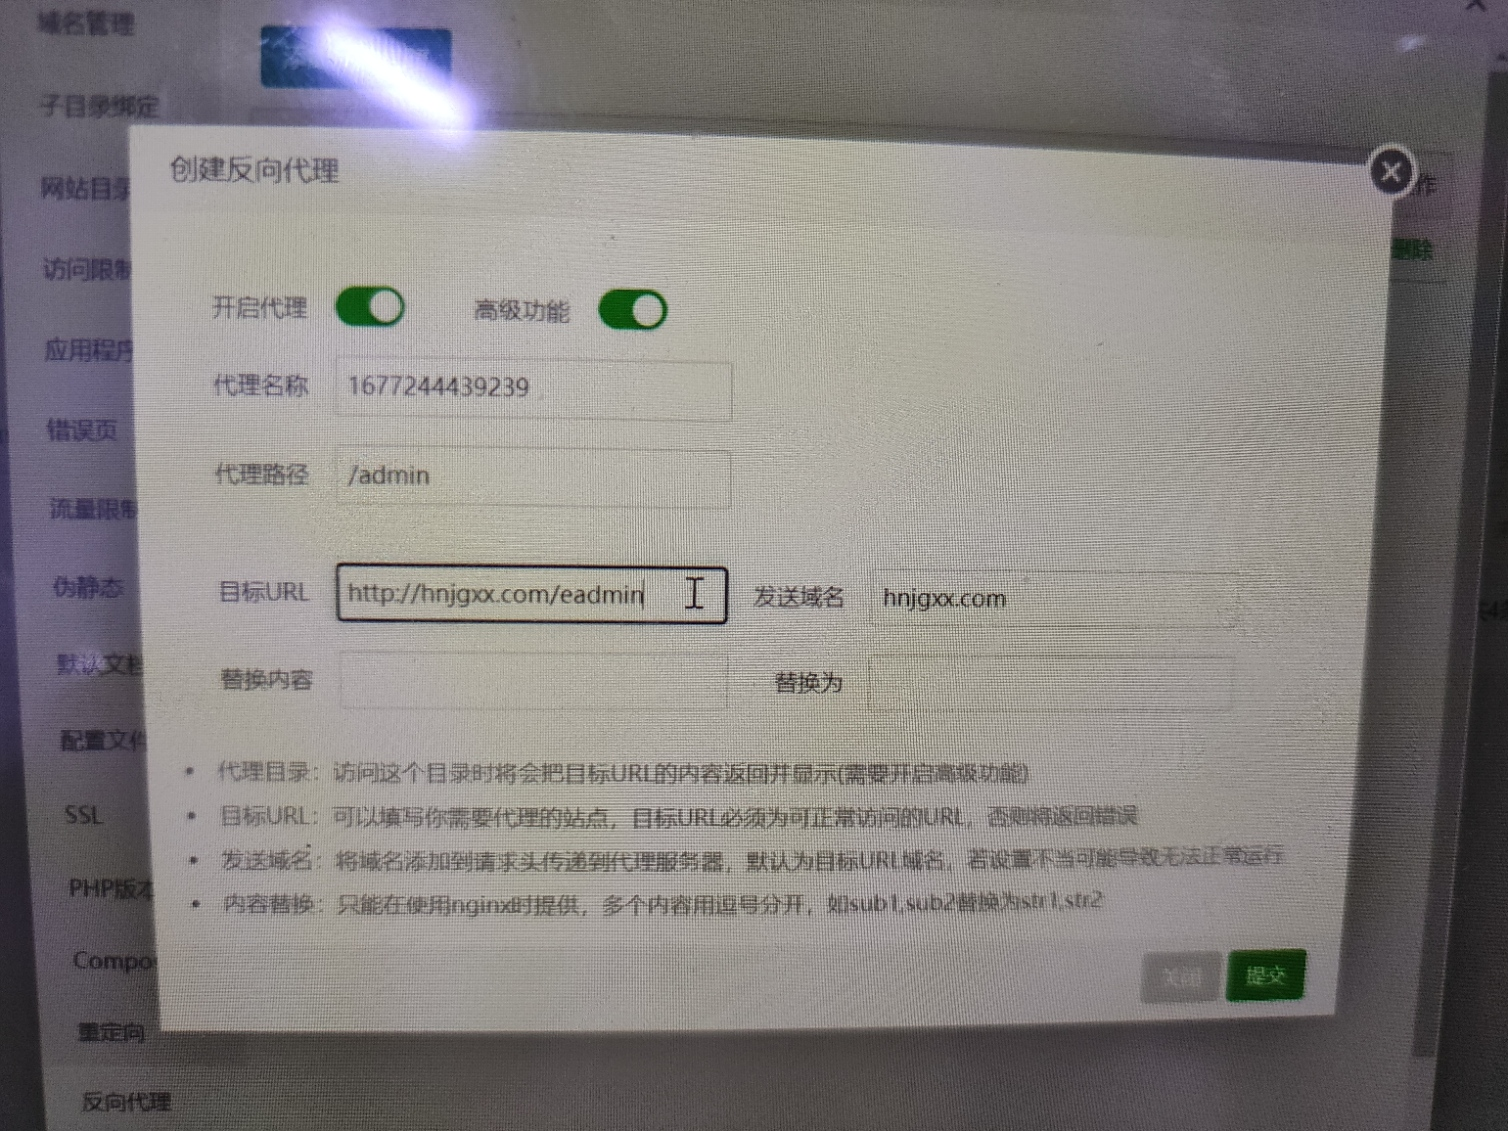 域名管理
子目录绑定
网站目录
访问限制
应用程序
错误页
流量限制
伪静态
默认文档
配置文件
SSL
PHP版本
Compo
重定向
反向代理
作
删除
创建反向代理
开启代理
高级功能
代理名称 1677244439239
代理路径 /admin
目标URL http://hnjgxx.com/eadmin 发送域名 hnjgxx.com
替换内容 替换为
• 代理目录：访问这个目录时将会把目标URL的内容返回并显示(需要开启高级功能)
• 目标URL：可以填写你需要代理的站点，目标URL必须为可正常访问的URL，否则将返回错误
• 发送域名：将域名添加到请求头传递到代理服务器，默认为目标URL域名，若设置不当可能导致无法正常运行
• 内容替换：只能在使用nginx时提供，多个内容用逗号分开，如sub1,sub2替换为str1,str2
关闭 提交